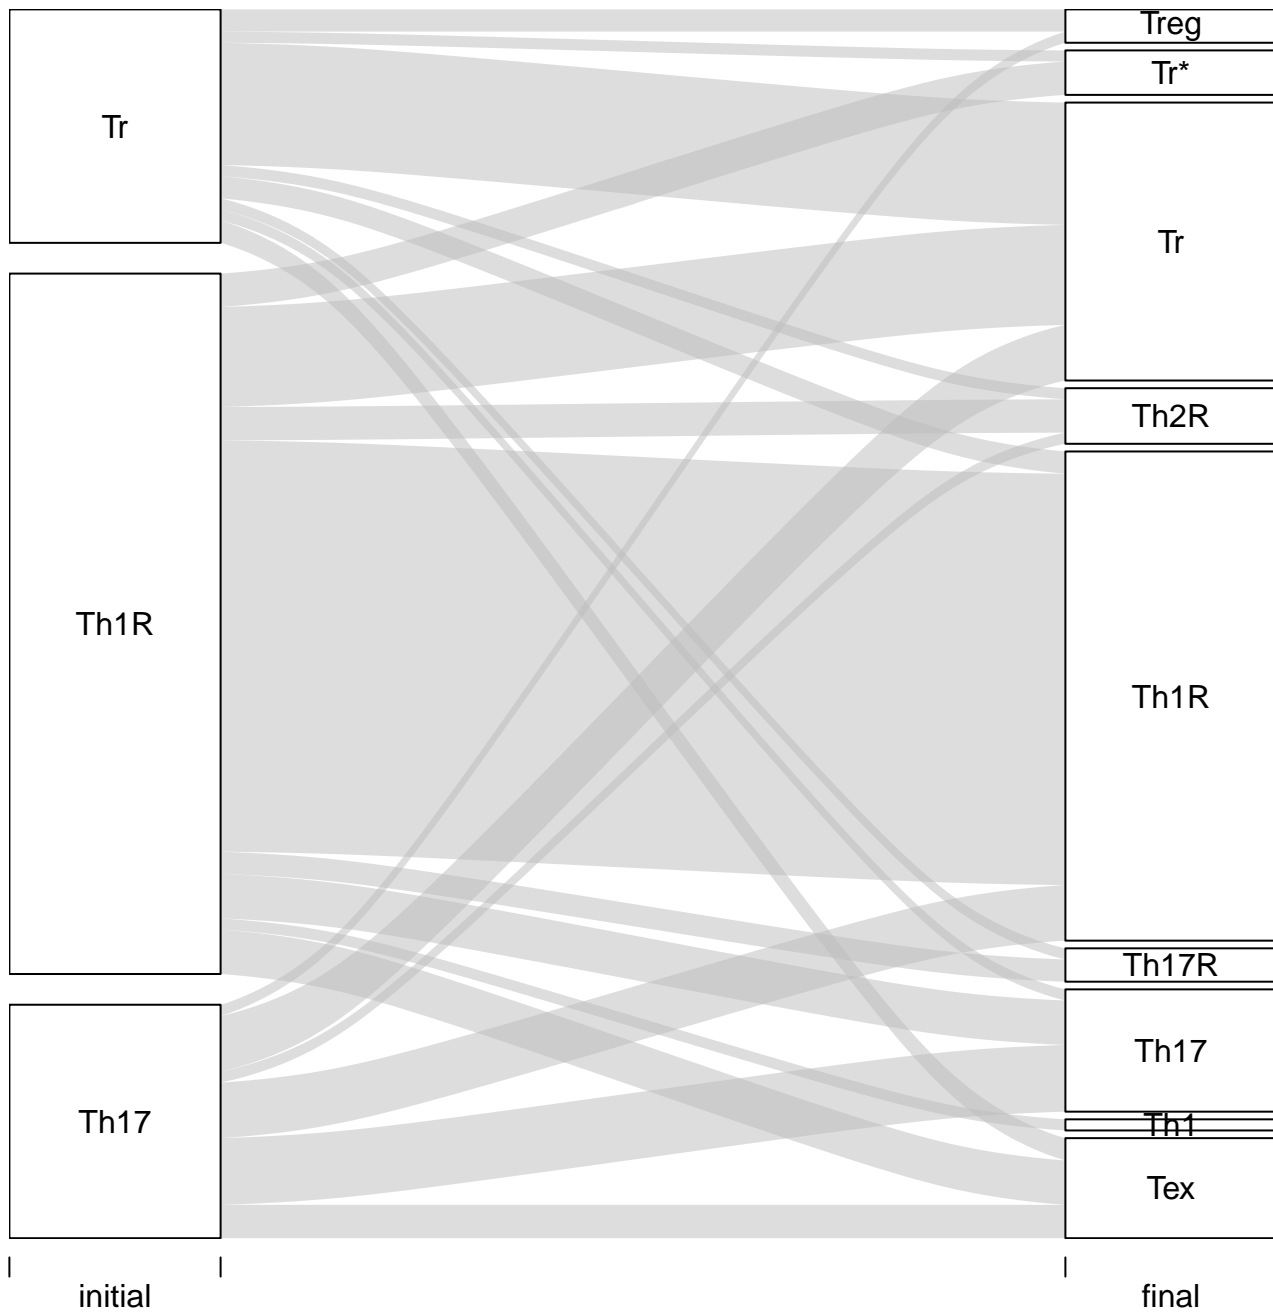 Tr
Th1R
Th17
Treg
Tr*
Tr
Th2R
Th1R
Th17R
Th17
Th1
Tex
initial
final